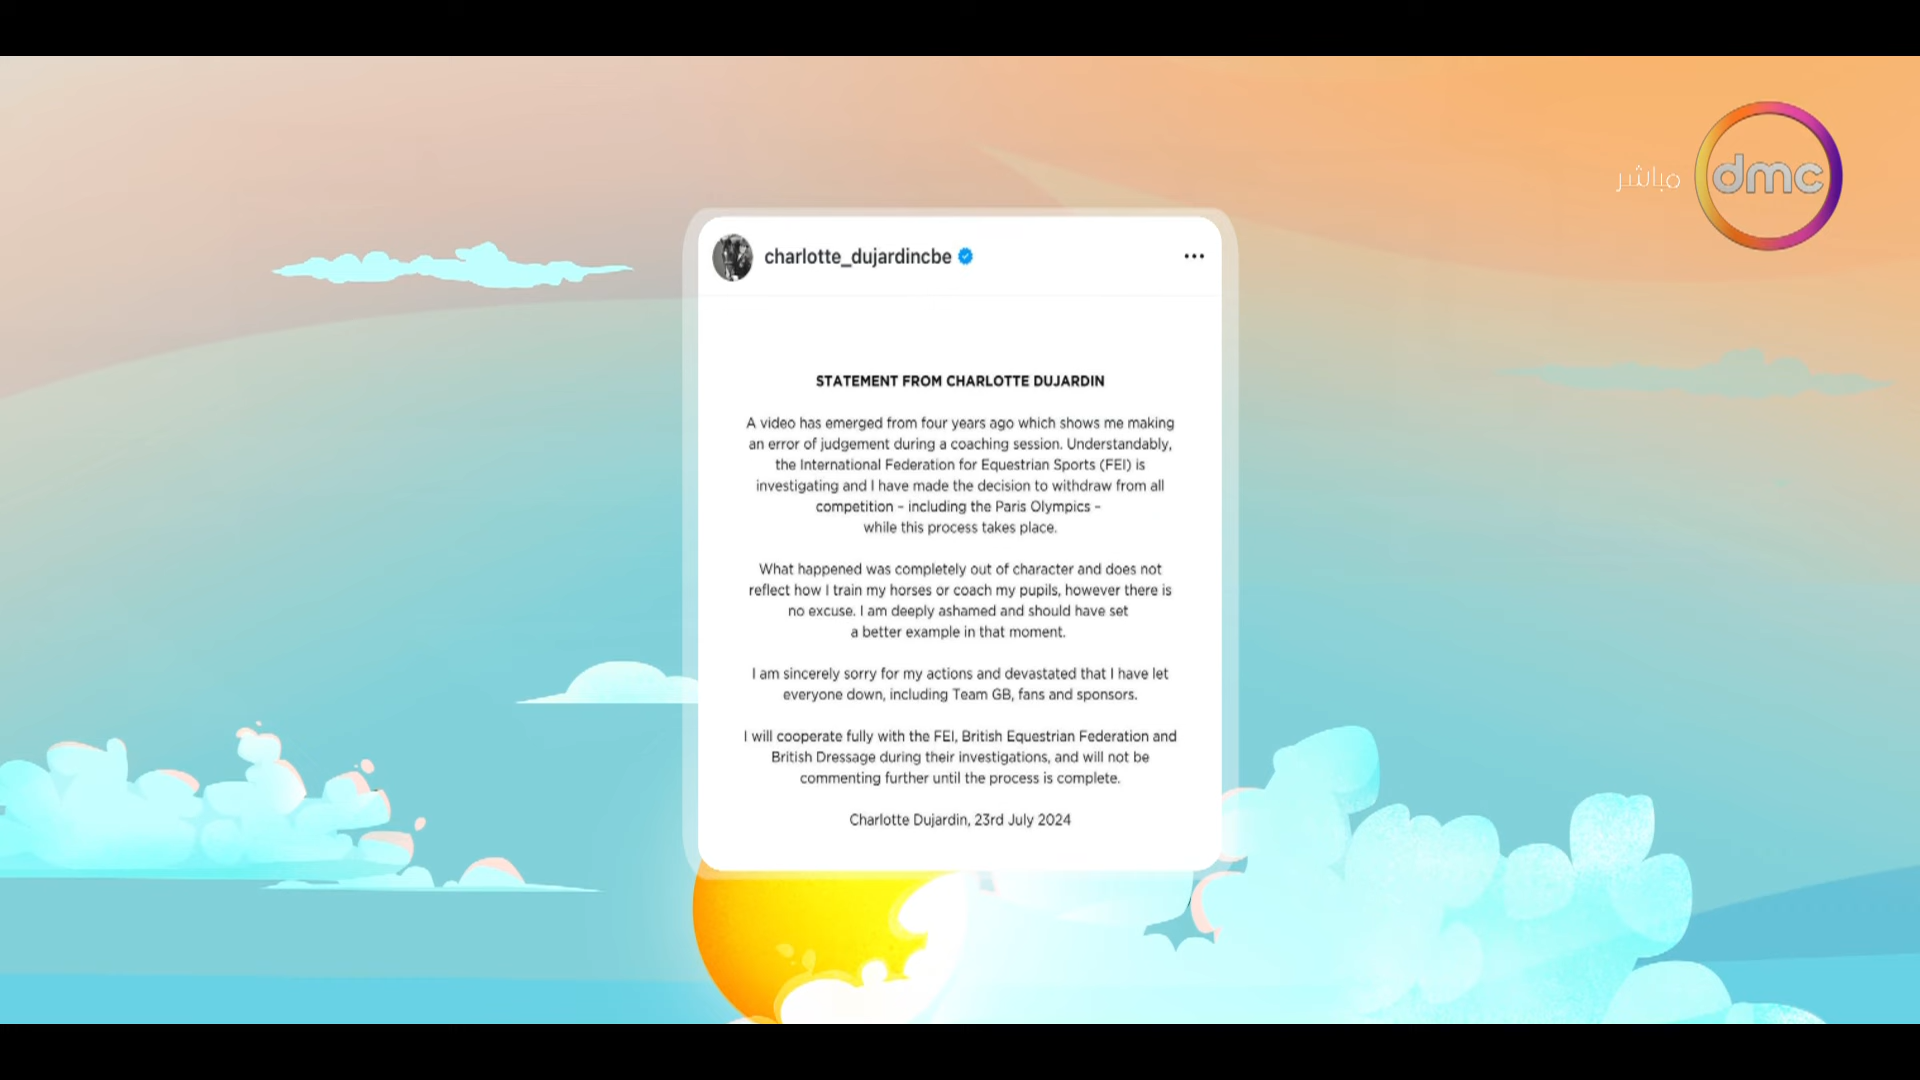 مباشر
dmc
charlotte_dujardincbe
STATEMENT FROM CHARLOTTE DUJARDIN
A video has emerged from four years ago which shows me making
an error of judgement during a coaching session. Understandably,
the International Federation for Equestrian Sports (FEI) is
investigating and I have made the decision to withdraw from all
competition – including the Paris Olympics –
while this process takes place.
What happened was completely out of character and does not
reflect how I train my horses or coach my pupils, however there is
no excuse. I am deeply ashamed and should have set
a better example in that moment.
I am sincerely sorry for my actions and devastated that I have let
everyone down, including Team GB, fans and sponsors.
I will cooperate fully with the FEI, British Equestrian Federation and
British Dressage during their investigations, and will not be
commenting further until the process is complete.
Charlotte Dujardin, 23rd July 2024